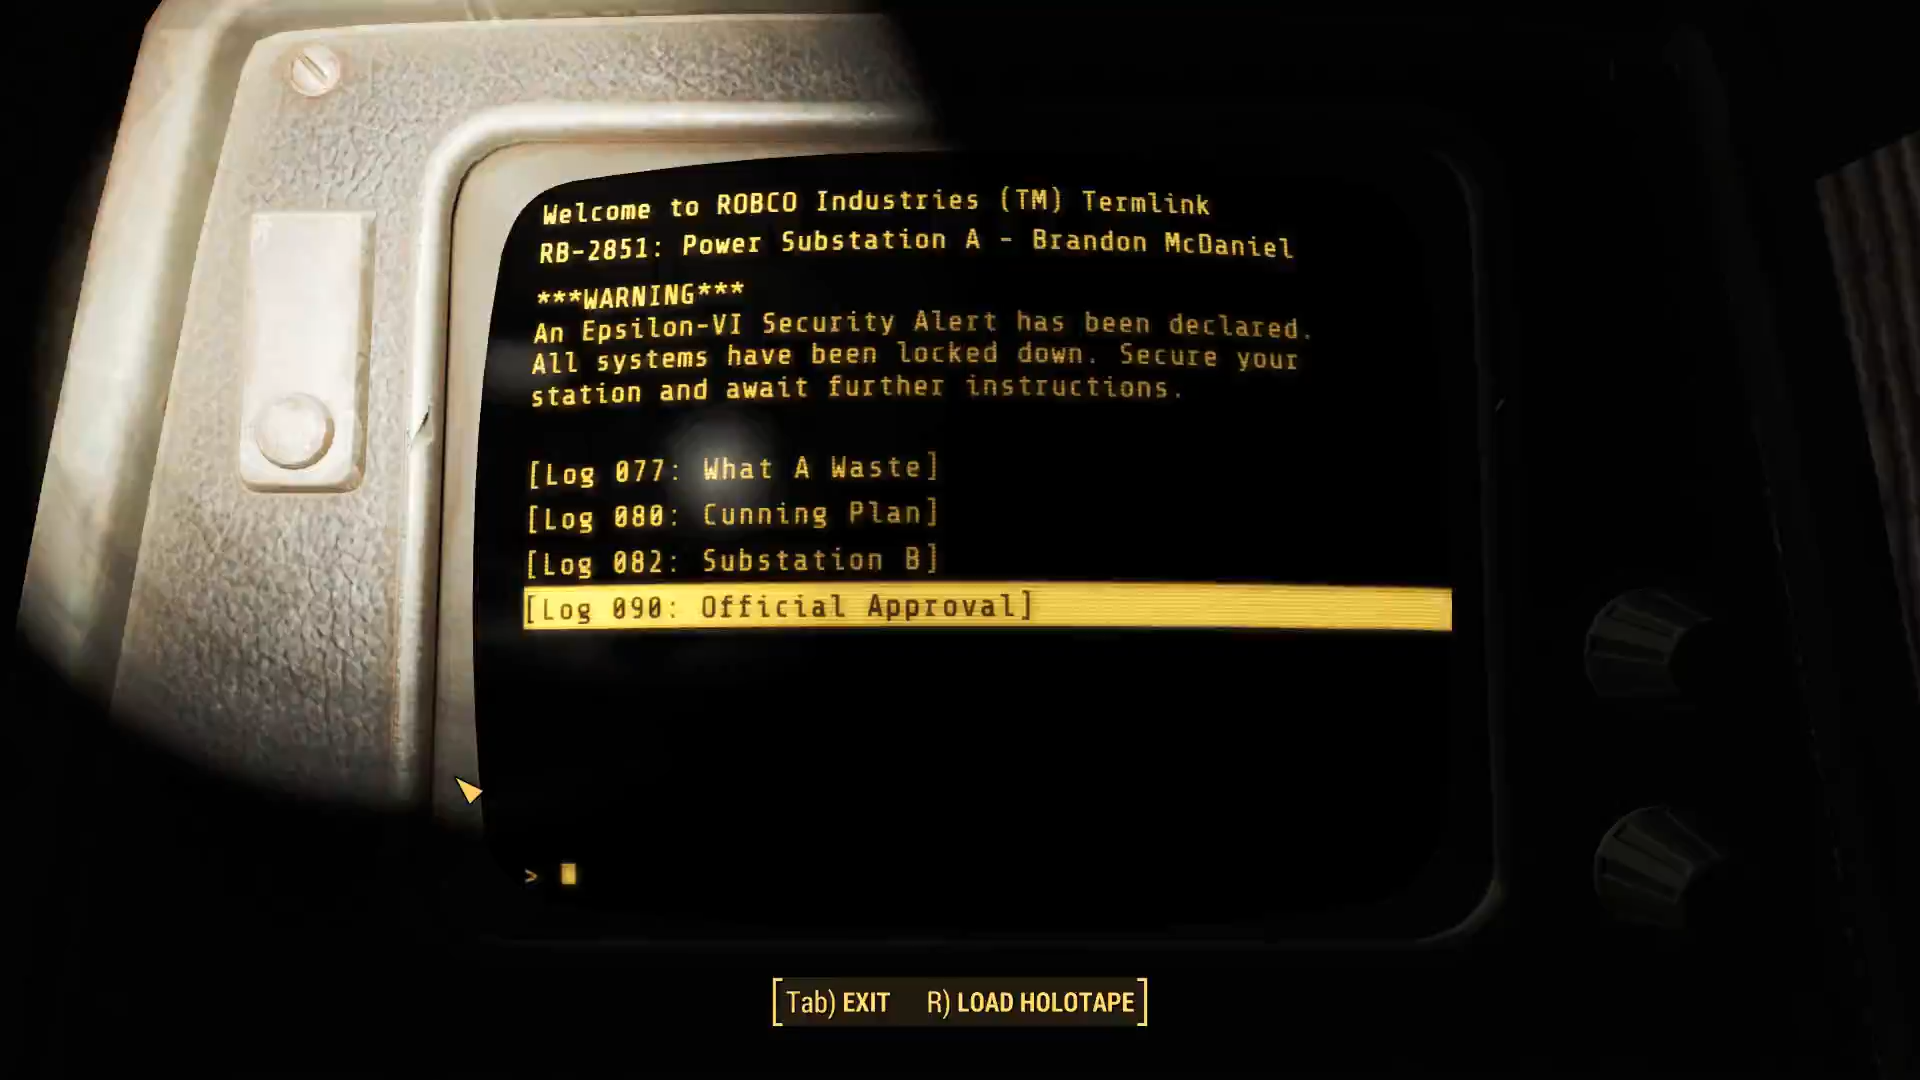 Welcome to ROBCO Industries (TM) Termlink
RB-2851: Power Substation A - Brandon McDaniel
***WARNING***
An Epsilon-VI Security Alert has been declared.
All systems have been locked down. Secure your
station and await further instructions.
[Log 077: What A Waste]
[Log 080: Cunning Plan]
[Log 082: Substation B]
[Log 090: Official Approval]
>
[Tab) EXIT R) LOAD HOLOTAPE]